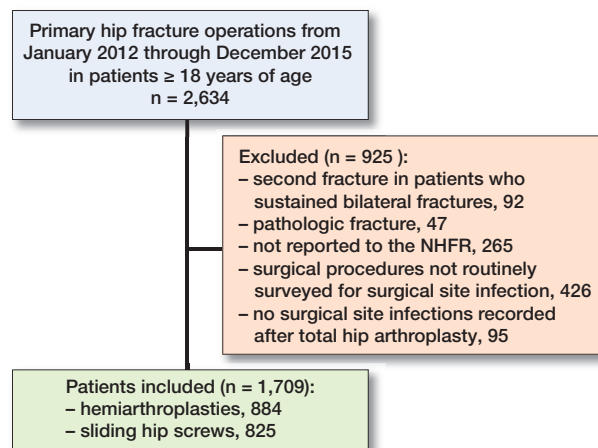 Primary hip fracture operations from
January 2012 through December 2015
in patients ≥ 18 years of age
n = 2,634
Excluded (n = 925 ):
– second fracture in patients who
sustained bilateral fractures, 92
– pathologic fracture, 47
– not reported to the NHFR, 265
– surgical procedures not routinely
surveyed for surgical site infection, 426
– no surgical site infections recorded
after total hip arthroplasty, 95
Patients included (n = 1,709):
– hemiarthroplasties, 884
– sliding hip screws, 825